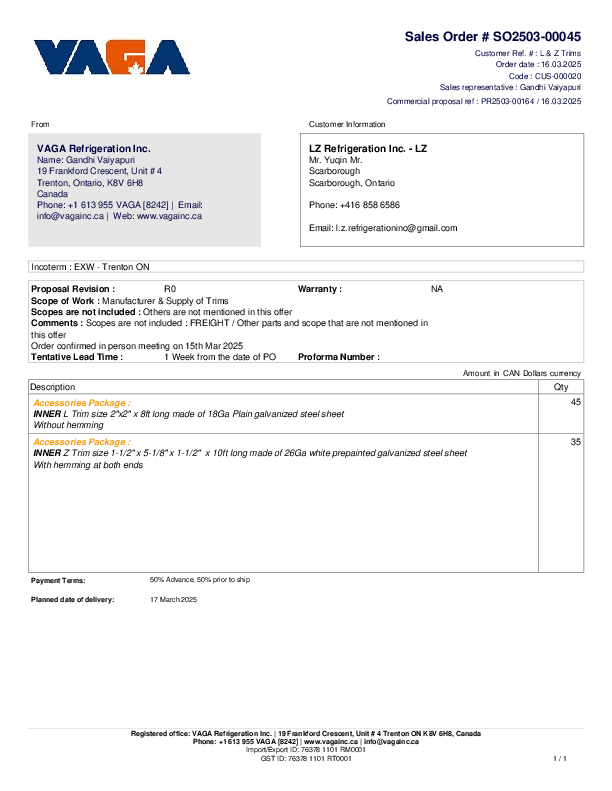 VAGA
Sales Order # SO2503-00045
Customer Ref. # : L & Z Trims
Order date : 16.03.2025
Code : CUS-000020
Sales representative : Gandhi Vaiyapuri
Commercial proposal ref : PR2503-00164 / 16.03.2025
From
VAGA Refrigeration Inc.
Name: Gandhi Vaiyapuri
19 Frankford Crescent, Unit # 4
Trenton, Ontario, K8V 6H8
Canada
Phone: +1 613 955 VAGA [8242] | Email:
info@vagainc.ca | Web: www.vagainc.ca
Customer Information
LZ Refrigeration Inc. - LZ
Mr. Yuqin Mr.
Scarborough
Scarborough, Ontario
Phone: +416 858 6586
Email: l.z.refrigerationinc@gmail.com
Incoterm : EXW - Trenton ON
Proposal Revision : R0 Warranty : NA
Scope of Work : Manufacturer & Supply of Trims
Scopes are not included : Others are not mentioned in this offer
Comments : Scopes are not included : FREIGHT / Other parts and scope that are not mentioned in
this offer
Order confirmed in person meeting on 15th Mar 2025
Tentative Lead Time : 1 Week from the date of PO Proforma Number :
Amount in CAN Dollars currency
Description Qty
Accessories Package : 45
INNER L Trim size 2"x2" x 8ft long made of 18Ga Plain galvanized steel sheet
Without hemming
Accessories Package : 35
INNER Z Trim size 1-1/2" x 5-1/8" x 1-1/2" x 10ft long made of 26Ga white prepainted galvanized steel sheet
With hemming at both ends
Payment Terms: 50% Advance, 50% prior to ship
Planned date of delivery: 17 March 2025
Registered office: VAGA Refrigeration Inc. | 19 Frankford Crescent, Unit # 4 Trenton ON K8V 6H8, Canada
Phone: +1 613 955 VAGA [8242] | www.vagainc.ca | info@vagainc.ca
Import/Export ID: 76378 1101 RM0001
GST ID: 76378 1101 RT0001 1 / 1